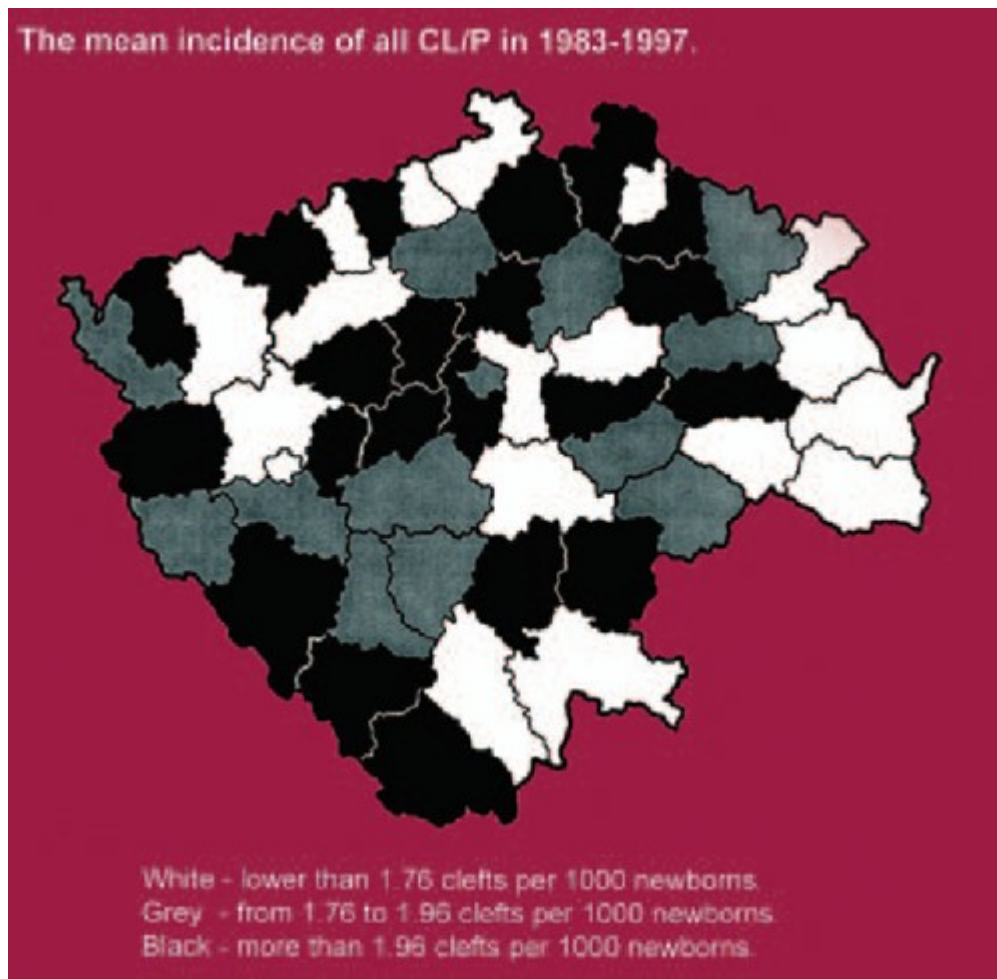 The mean incidence of all CL/P in 1983-1997.
White - lower than 1.76 clefts per 1000 newborns.
Grey - from 1.76 to 1.96 clefts per 1000 newborns.
Black - more than 1.96 clefts per 1000 newborns.